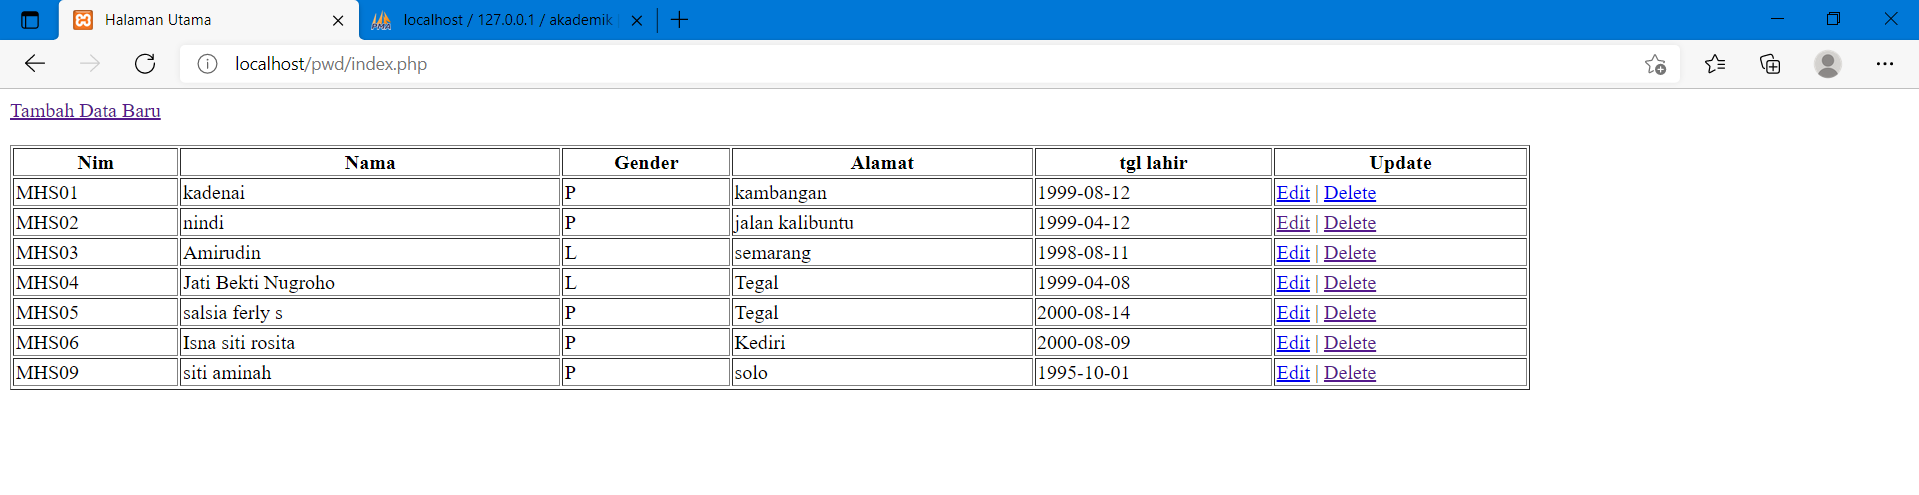 Halaman Utama
localhost / 127.0.0.1 / akademik
localhost/pwd/index.php
Tambah Data Baru
Nim Nama Gender Alamat tgl lahir Update
MHS01 kadenai P kambangan 1999-08-12 Edit | Delete
MHS02 nindi P jalan kalibuntu 1999-04-12 Edit | Delete
MHS03 Amirudin L semarang 1998-08-11 Edit | Delete
MHS04 Jati Bekti Nugroho L Tegal 1999-04-08 Edit | Delete
MHS05 salsia ferly s P Tegal 2000-08-14 Edit | Delete
MHS06 Isna siti rosita P Kediri 2000-08-09 Edit | Delete
MHS09 siti aminah P solo 1995-10-01 Edit | Delete